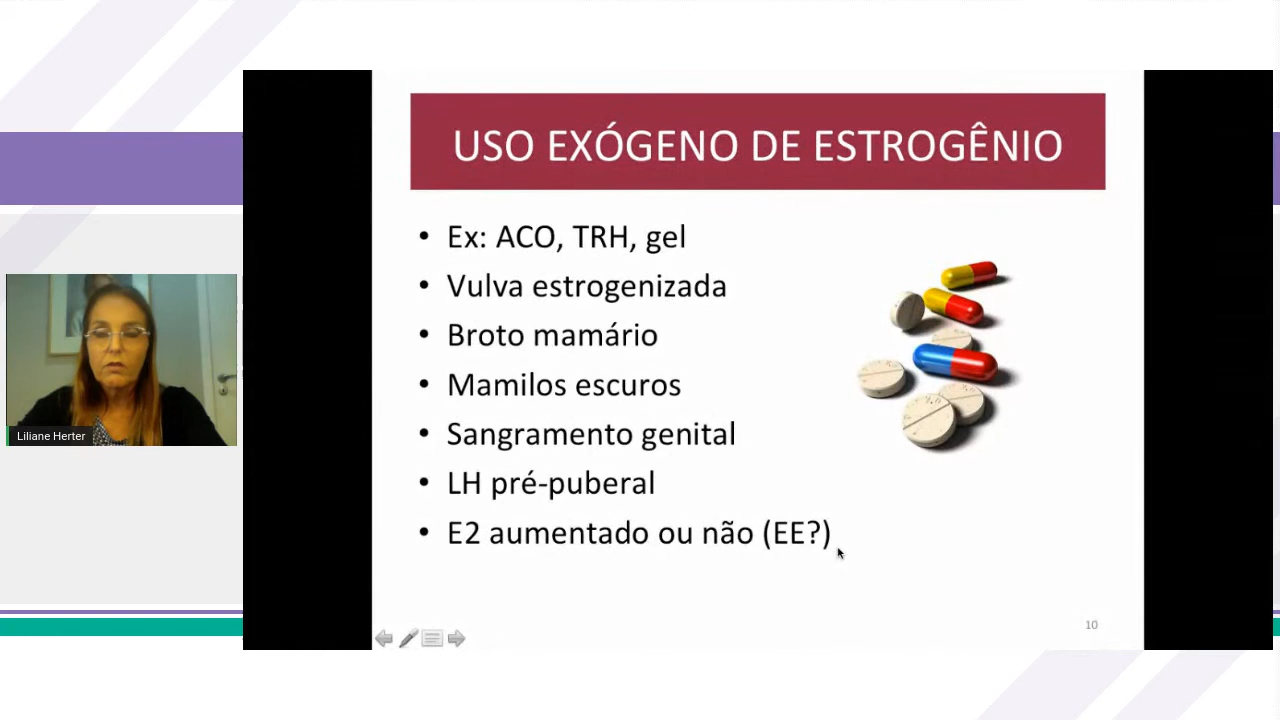 USO EXÓGENO DE ESTROGÊNIO
• Ex: ACO, TRH, gel
• Vulva estrogenizada
• Broto mamário
• Mamilos escuros
• Sangramento genital
• LH pré-puberal
• E2 aumentado ou não (EE?)
10
Liliane Herter